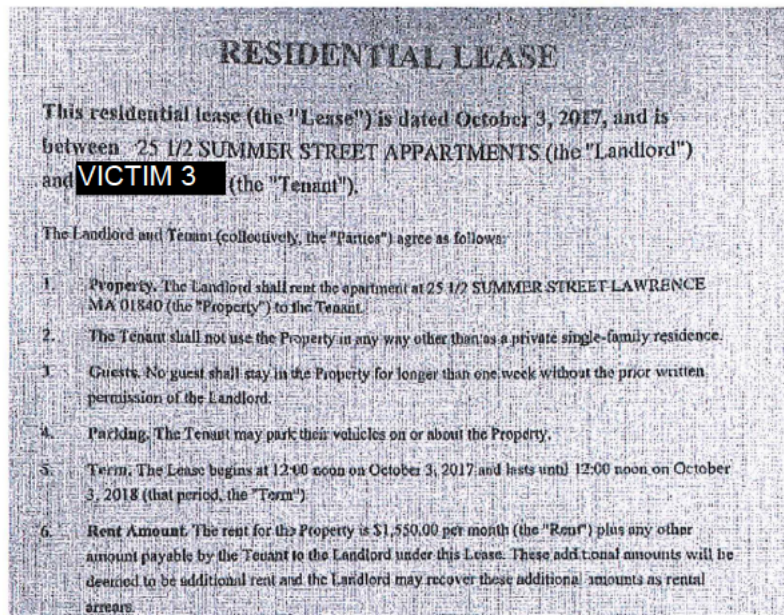 RESIDENTIAL LEASE
This residential lease (the "Lease") is dated October 3, 2017, and is
between 25 1/2 SUMMER STREET APPARTMENTS (the "Landlord")
and VICTIM 3 (the "Tenant").
The Landlord and Tenant (collectively, the "Parties") agree as follows:
1. Property. The Landlord shall rent the apartment at 25 1/2 SUMMER STREET LAWRENCE
MA 01840 (the "Property") to the Tenant.
2. The Tenant shall not use the Property in any way other than as a private single-family residence.
3. Guests. No guest shall stay in the Property for longer than one week without the prior written
permission of the Landlord.
4. Parking. The Tenant may park their vehicles on or about the Property.
5. Term. The Lease begins at 12:00 noon on October 3, 2017 and lasts until 12:00 noon on October
3, 2018 (that period, the "Term")
6. Rent Amount. The rent for the Property is $1,550.00 per month (the "Rent") plus any other
amount payable by the Tenant to the Landlord under this Lease. These additional amounts will be
deemed to be additional rent and the Landlord may recover these additional amounts as rental
arrears.